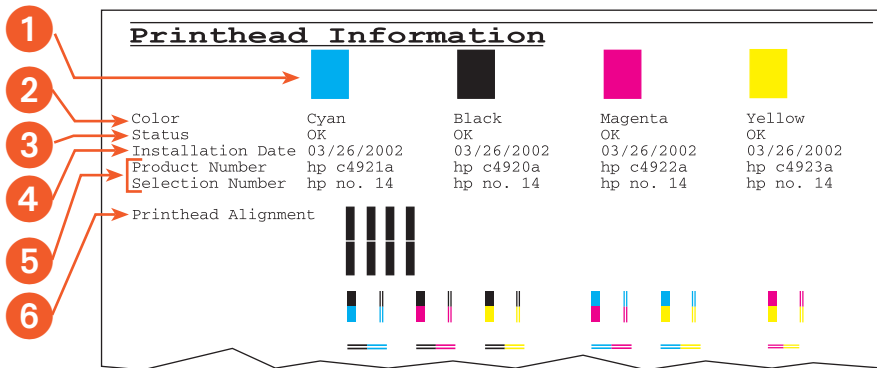 Printhead Information
1
2
3
4
5
6
Color Cyan Black Magenta Yellow
Status OK OK OK OK
Installation Date 03/26/2002 03/26/2002 03/26/2002 03/26/2002
Product Number hp c4921a hp c4920a hp c4922a hp c4923a
Selection Number hp no. 14 hp no. 14 hp no. 14 hp no. 14
Printhead Alignment